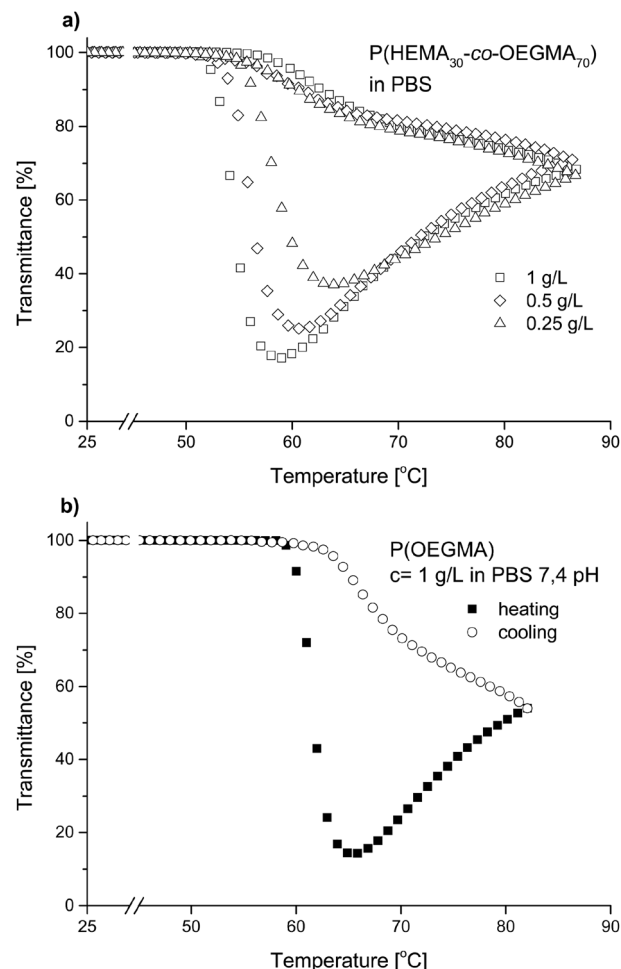 a)
P(HEMA₃₀-co-OEGMA₇₀)
in PBS
Transmittance [%]
100
80
60
40
20
0
1 g/L
0.5 g/L
0.25 g/L
25 50 60 70 80 90
Temperature [°C]
b)
P(OEGMA)
c= 1 g/L in PBS 7,4 pH
heating
cooling
Transmittance [%]
100
80
60
40
20
0
25 50 60 70 80 90
Temperature [°C]